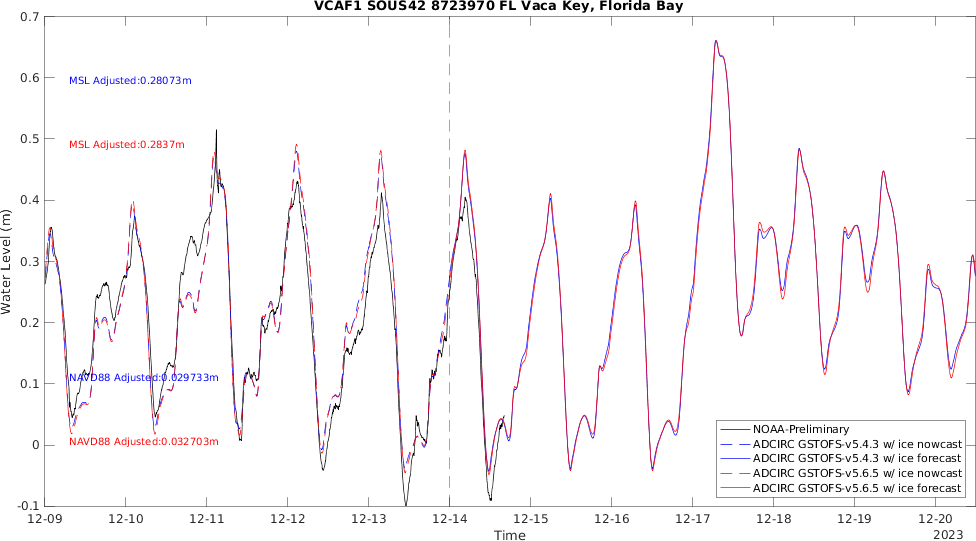 VCAF1 SOUS42 8723970 FL Vaca Key, Florida Bay
0.7
0.6
0.5
0.4
0.3
0.2
0.1
0
-0.1
Water Level (m)
MSL Adjusted:0.28073m
MSL Adjusted:0.2837m
NAVD88 Adjusted:0.029733m
NAVD88 Adjusted:0.032703m
NOAA-Preliminary
ADCIRC GSTOFS-v5.4.3 w/ ice nowcast
ADCIRC GSTOFS-v5.4.3 w/ ice forecast
ADCIRC GSTOFS-v5.6.5 w/ ice nowcast
ADCIRC GSTOFS-v5.6.5 w/ ice forecast
12-09 12-10 12-11 12-12 12-13 12-14 12-15 12-16 12-17 12-18 12-19 12-20
Time
2023